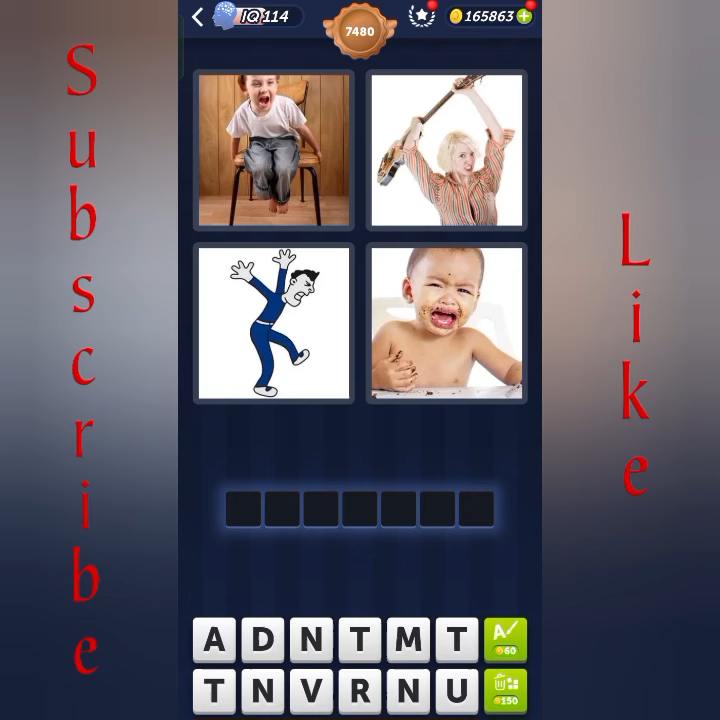 IQ 114
7480
165863
Subscribe
Like
A D N T M T
60
T N V R N U
150